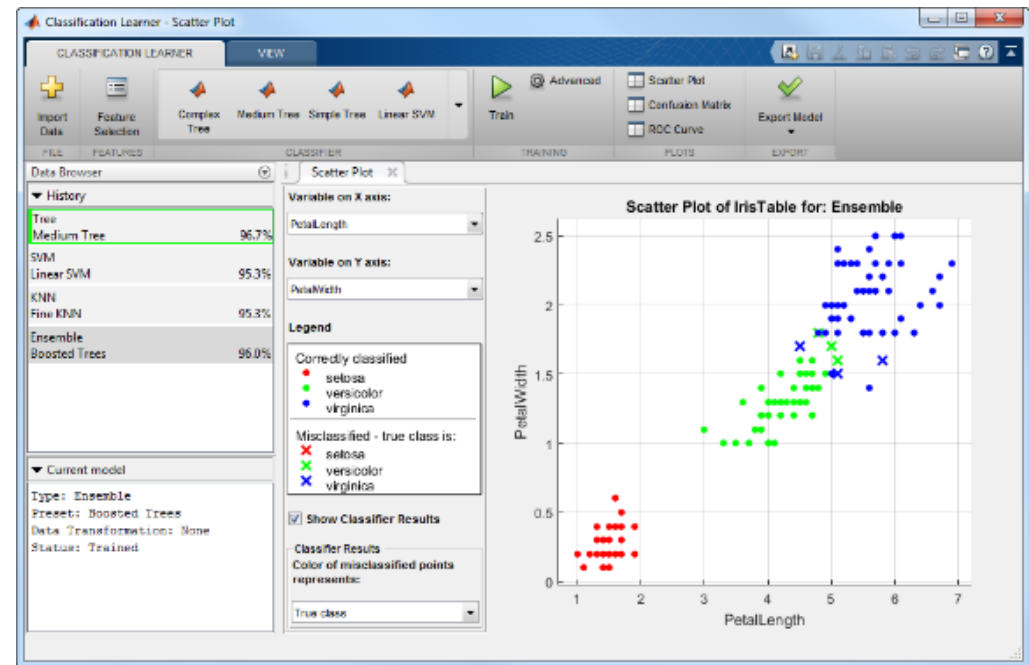 Classification Learner - Scatter Plot
CLASSIFICATION LEARNER
VIEW
Import Data
Feature Selection
Complex Tree
Medium Tree
Simple Tree
Linear SVM
Train
Advanced
Scatter Plot
Confusion Matrix
ROC Curve
Export Model
FILE
FEATURES
CLASSIFIER
TRAINING
PLOTS
EXPORT
Data Browser
History
Tree
Medium Tree 96.7%
SVM
Linear SVM 95.3%
KNN
Fine KNN 95.3%
Ensemble
Boosted Trees 96.0%
Current model
Type: Ensemble
Preset: Boosted Trees
Data Transformation: None
Status: Trained
Scatter Plot
Variable on X axis:
PetalLength
Variable on Y axis:
PetalWidth
Legend
Correctly classified
setosa
versicolor
virginica
Misclassified - true class is:
setosa
versicolor
virginica
Show Classifier Results
Classifier Results
Color of misclassified points
represents:
True class
Scatter Plot of IrisTable for: Ensemble
2.5
2
1.5
1
0.5
0
PetalWidth
1 2 3 4 5 6 7
PetalLength